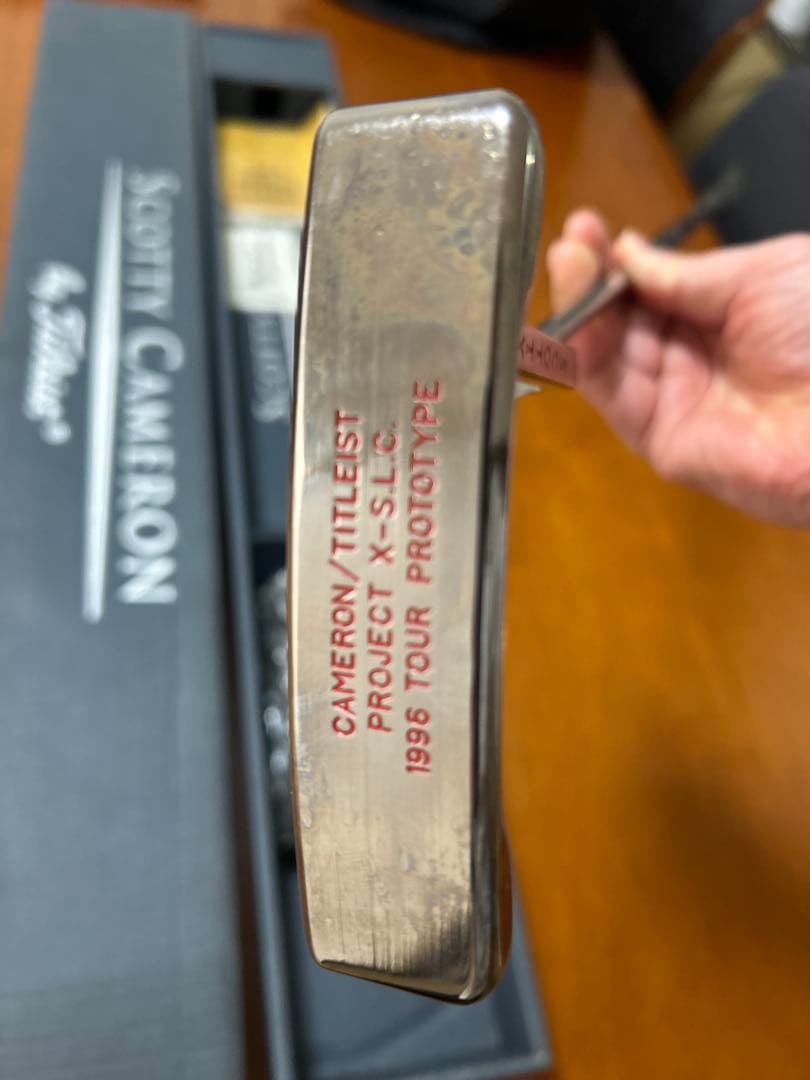 SCOTTY CAMERON
by Titleist®
CAMERON/TITLEIST
PROJECT X-S.L.C.
1996 TOUR PROTOTYPE